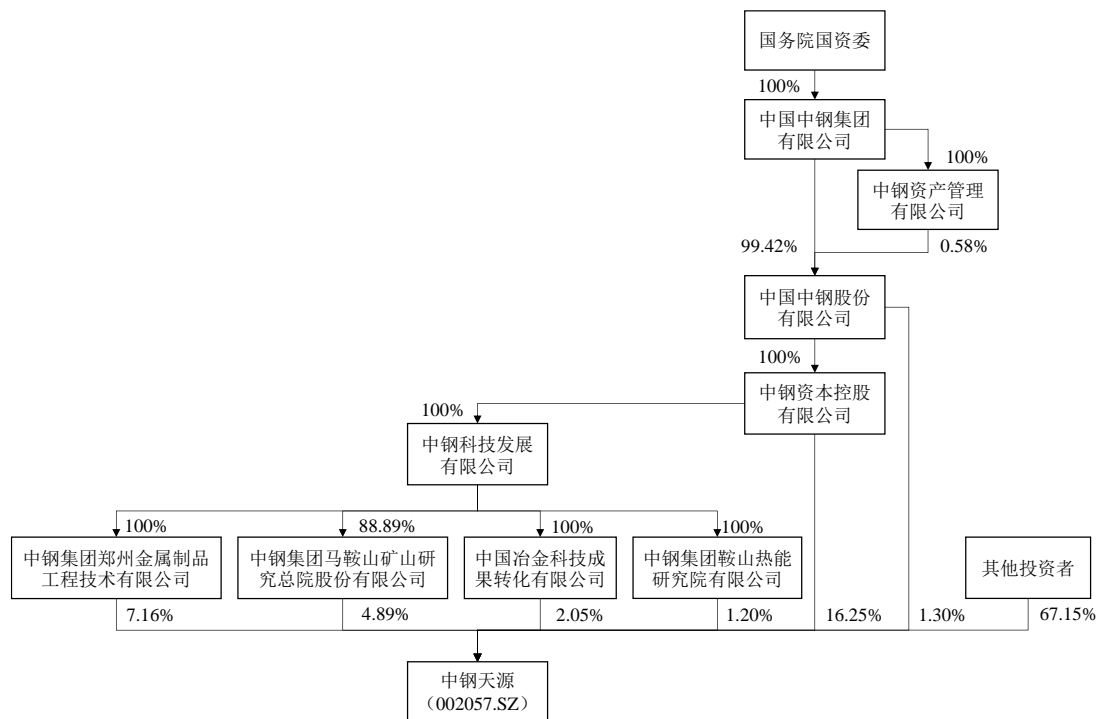 国务院国资委
100%
中国中钢集团
有限公司
100%
中钢资产管理
有限公司
99.42%
0.58%
中国中钢股份
有限公司
100%
中钢资本控股
有限公司
100%
中钢科技发展
有限公司
100%
88.89%
100%
100%
中钢集团郑州金属制品
工程技术有限公司
中钢集团马鞍山矿山研
究总院股份有限公司
中国冶金科技成
果转化有限公司
中钢集团鞍山热能
研究院有限公司
其他投资者
7.16%
4.89%
2.05%
1.20%
16.25%
1.30%
67.15%
中钢天源
（002057.SZ）